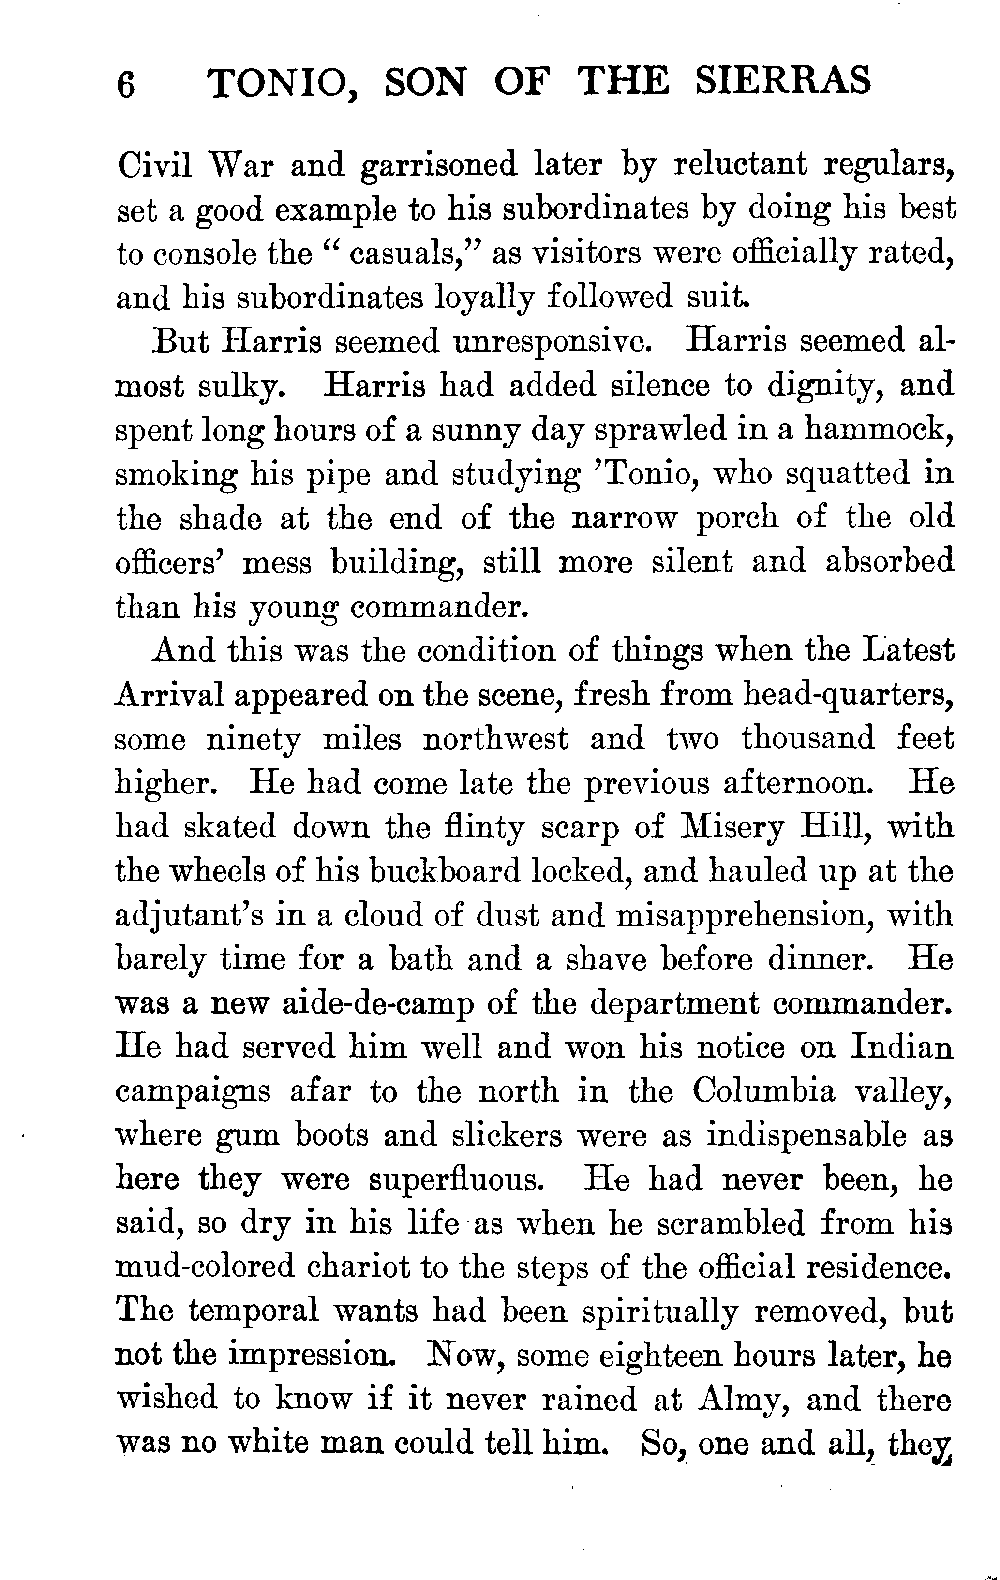 6 TONIO, SON OF THE SIERRAS
Civil War and garrisoned later by reluctant regulars,
set a good example to his subordinates by doing his best
to console the “ casuals,” as visitors were officially rated,
and his subordinates loyally followed suit.
But Harris seemed unresponsive. Harris seemed al-
most sulky. Harris had added silence to dignity, and
spent long hours of a sunny day sprawled in a hammock,
smoking his pipe and studying ’Tonio, who squatted in
the shade at the end of the narrow porch of the old
officers’ mess building, still more silent and absorbed
than his young commander.
And this was the condition of things when the Latest
Arrival appeared on the scene, fresh from head-quarters,
some ninety miles northwest and two thousand feet
higher. He had come late the previous afternoon. He
had skated down the flinty scarp of Misery Hill, with
the wheels of his buckboard locked, and hauled up at the
adjutant’s in a cloud of dust and misapprehension, with
barely time for a bath and a shave before dinner. He
was a new aide-de-camp of the department commander.
He had served him well and won his notice on Indian
campaigns afar to the north in the Columbia valley,
where gum boots and slickers were as indispensable as
here they were superfluous. He had never been, he
said, so dry in his life as when he scrambled from his
mud-colored chariot to the steps of the official residence.
The temporal wants had been spiritually removed, but
not the impression. Now, some eighteen hours later, he
wished to know if it never rained at Almy, and there
was no white man could tell him. So, one and all, they